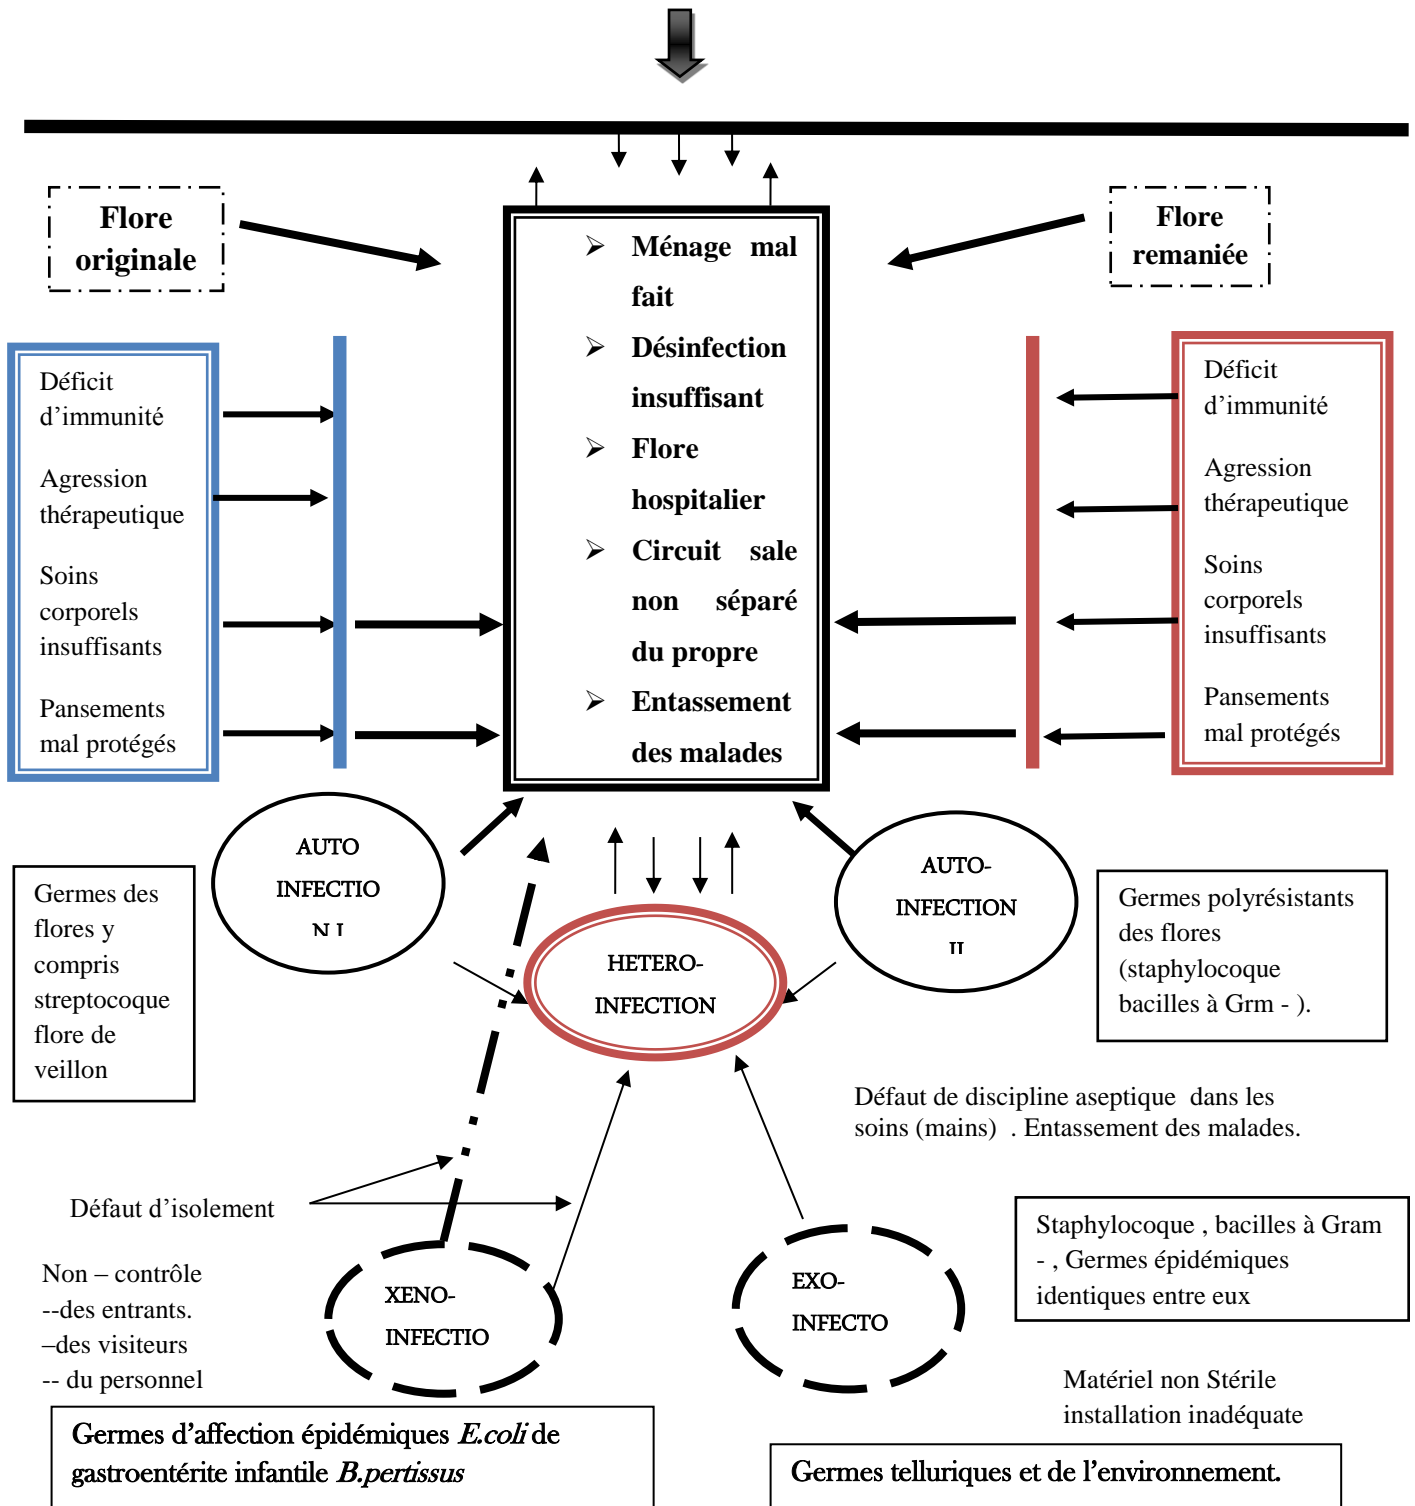 Flore
originale
Flore
remaniée
➢ Ménage mal
fait
➢ Désinfection
insuffisant
➢ Flore
hospitalier
➢ Circuit sale
non séparé
du propre
➢ Entassement
des malades
Déficit
d’immunité
Agression
thérapeutique
Soins
corporels
insuffisants
Pansements
mal protégés
Déficit
d’immunité
Agression
thérapeutique
Soins
corporels
insuffisants
Pansements
mal protégés
AUTO
INFECTIO
N I
AUTO-
INFECTION
II
Germes des
flores y
compris
streptocoque
flore de
veillon
HETERO-
INFECTION
Germes polyrésistants
des flores
(staphylocoque
bacilles à Grm - ).
Défaut de discipline aseptique dans les
soins (mains) . Entassement des malades.
Défaut d’isolement
Non – contrôle
--des entrants.
–des visiteurs
-- du personnel
XENO-
INFECTIO
EXO-
INFECTO
Staphylocoque , bacilles à Gram
- , Germes épidémiques
identiques entre eux
Matériel non Stérile
installation inadéquate
Germes d’affection épidémiques E.coli de
gastroentérite infantile B.pertissus
Germes telluriques et de l’environnement.